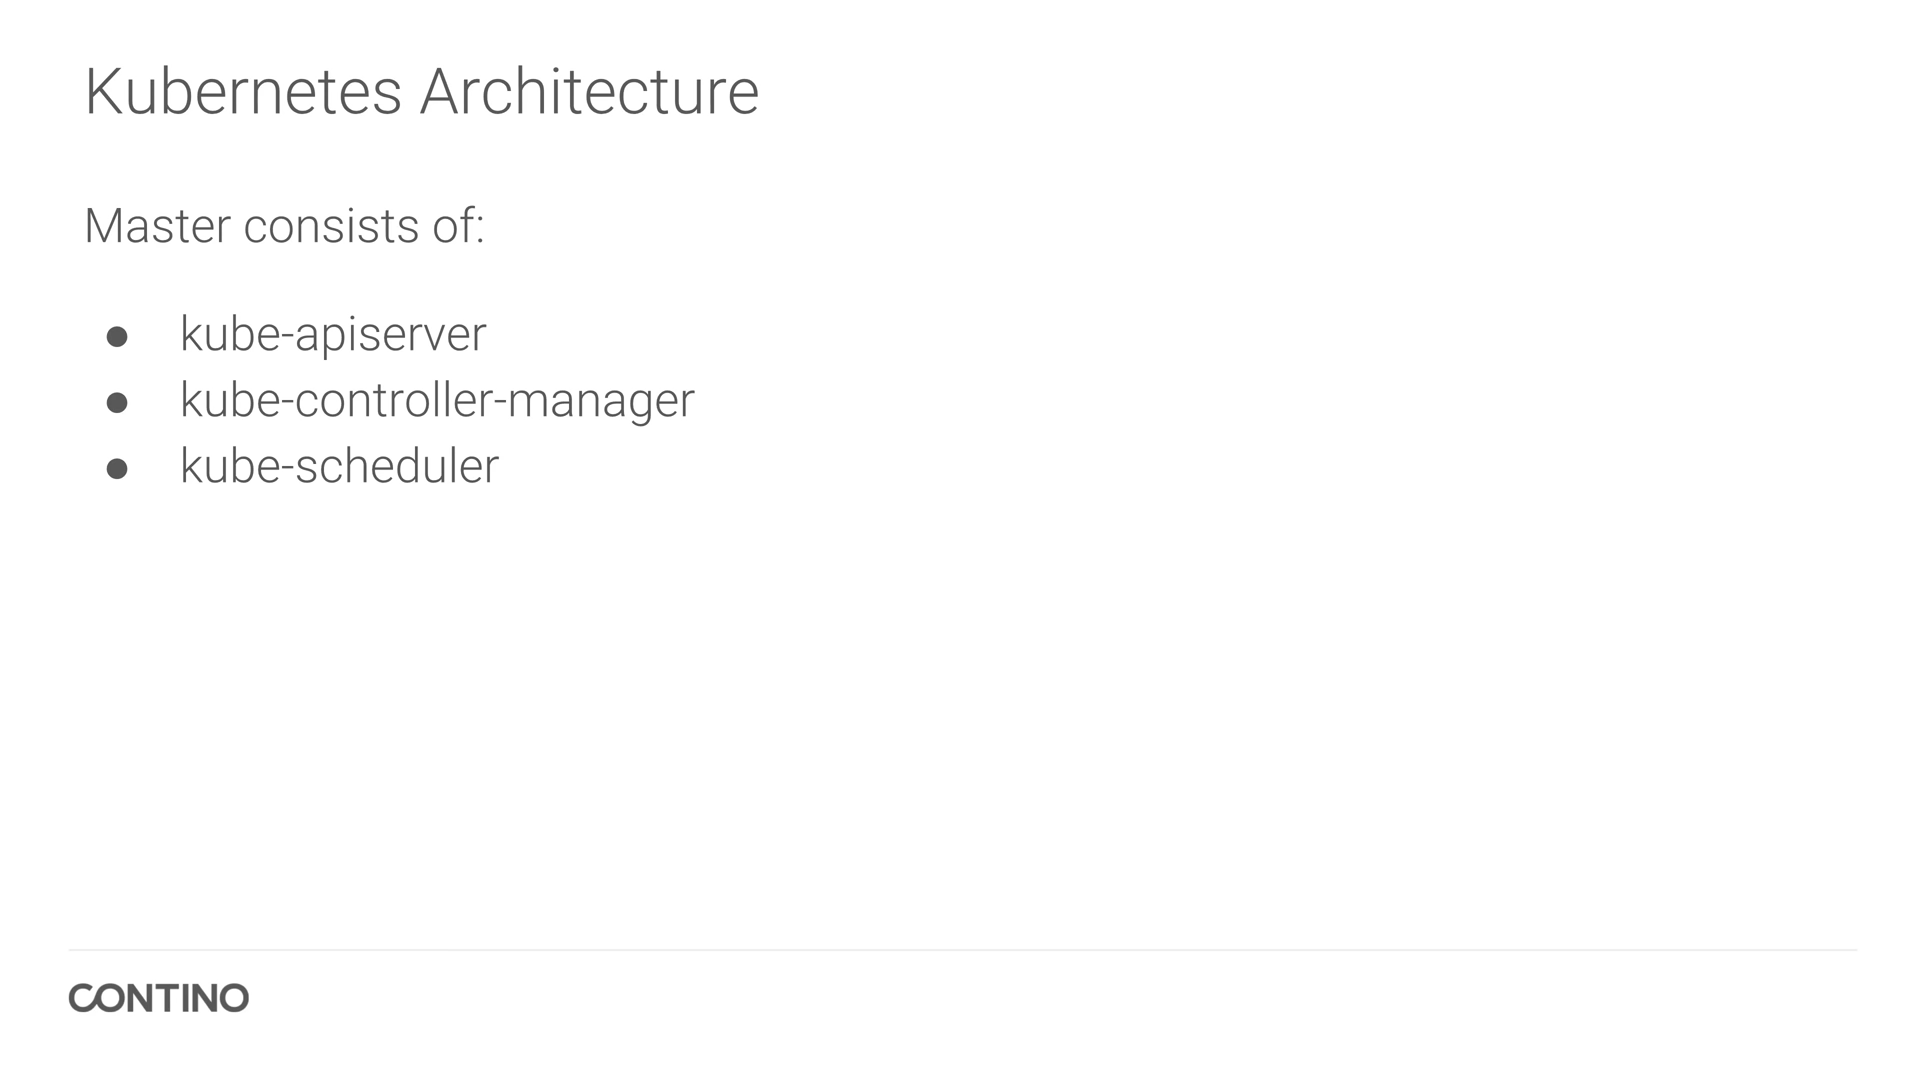 Kubernetes Architecture
Master consists of:
● kube-apiserver
● kube-controller-manager
● kube-scheduler
CONTINO